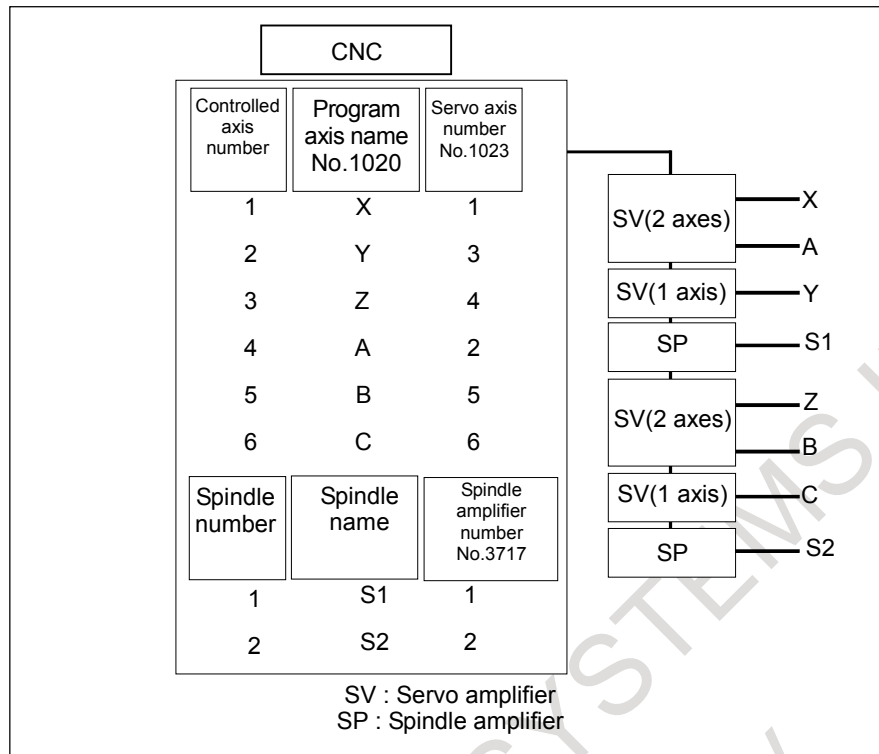 CNC
Controlled
axis
number
Program
axis name
No.1020
Servo axis
number
No.1023
1 X 1
2 Y 3
3 Z 4
4 A 2
5 B 5
6 C 6
Spindle
number
Spindle
name
Spindle
amplifier
number
No.3717
1 S1 1
2 S2 2
SV(2 axes)
X
A
SV(1 axis)
Y
SP
S1
SV(2 axes)
Z
B
SV(1 axis)
C
SP
S2
SV : Servo amplifier
SP : Spindle amplifier
SYSTEMS